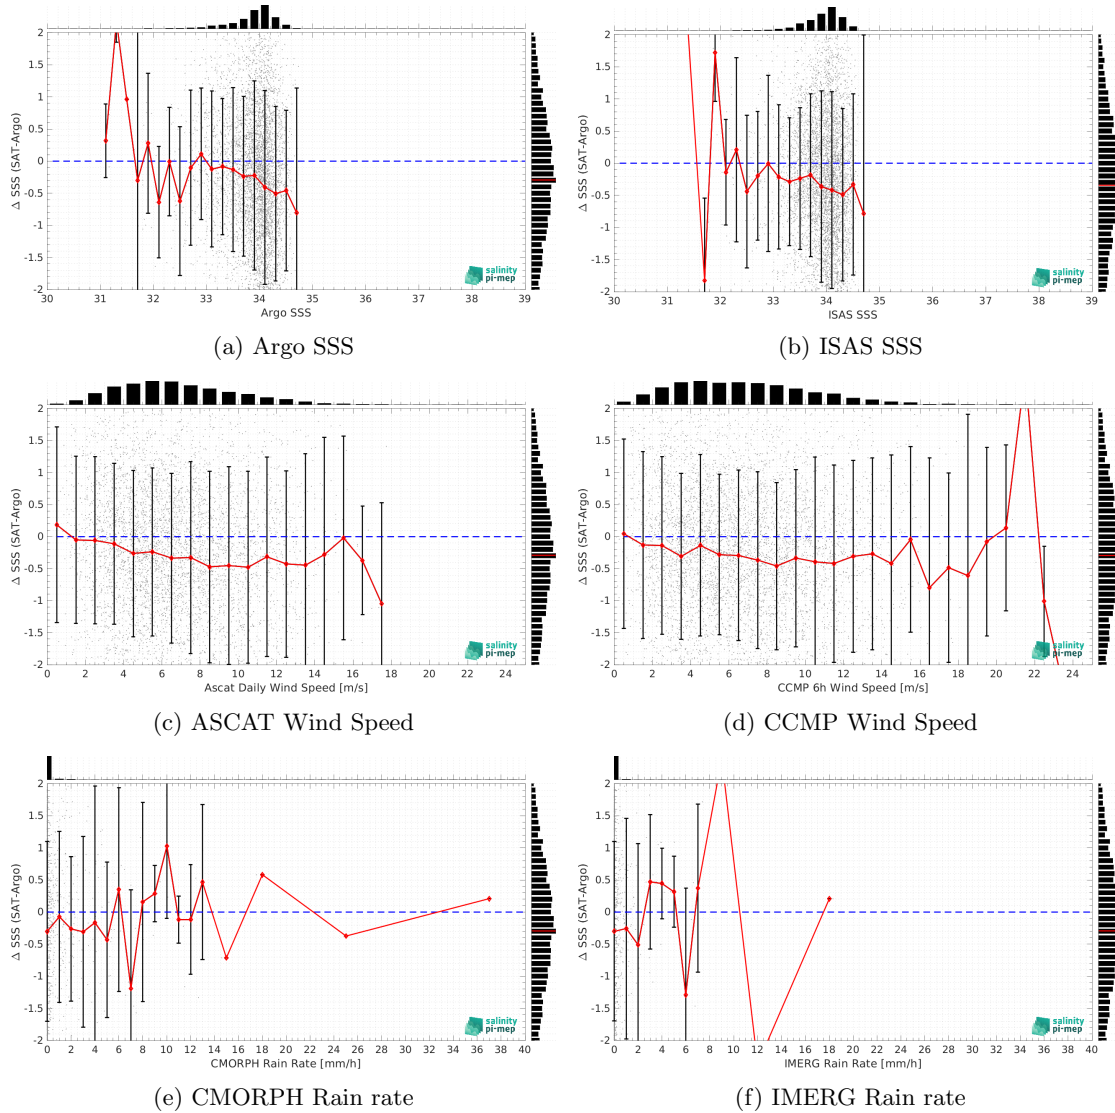 2
1.5
1
0.5
0
-0.5
-1
-1.5
-2
Δ SSS (SAT-Argo)
salinity
pi-mep
30 31 32 33 34 35 36 37 38 39
Argo SSS
(a) Argo SSS
2
1.5
1
0.5
0
-0.5
-1
-1.5
-2
Δ SSS (SAT-Argo)
salinity
pi-mep
30 31 32 33 34 35 36 37 38 39
ISAS SSS
(b) ISAS SSS
2
1.5
1
0.5
0
-0.5
-1
-1.5
-2
Δ SSS (SAT-Argo)
salinity
pi-mep
0 2 4 6 8 10 12 14 16 18 20 22 24
Ascat Daily Wind Speed [m/s]
(c) ASCAT Wind Speed
2
1.5
1
0.5
0
-0.5
-1
-1.5
-2
Δ SSS (SAT-Argo)
salinity
pi-mep
0 2 4 6 8 10 12 14 16 18 20 22 24
CCMP 6h Wind Speed [m/s]
(d) CCMP Wind Speed
2
1.5
1
0.5
0
-0.5
-1
-1.5
-2
Δ SSS (SAT-Argo)
salinity
pi-mep
0 2 4 6 8 10 12 14 16 18 20 22 24 26 28 30 32 34 36 38 40
CMORPH Rain Rate [mm/h]
(e) CMORPH Rain rate
2
1.5
1
0.5
0
-0.5
-1
-1.5
-2
Δ SSS (SAT-Argo)
salinity
pi-mep
0 2 4 6 8 10 12 14 16 18 20 22 24 26 28 30 32 34 36 38 40
IMERG Rain Rate [mm/h]
(f) IMERG Rain rate